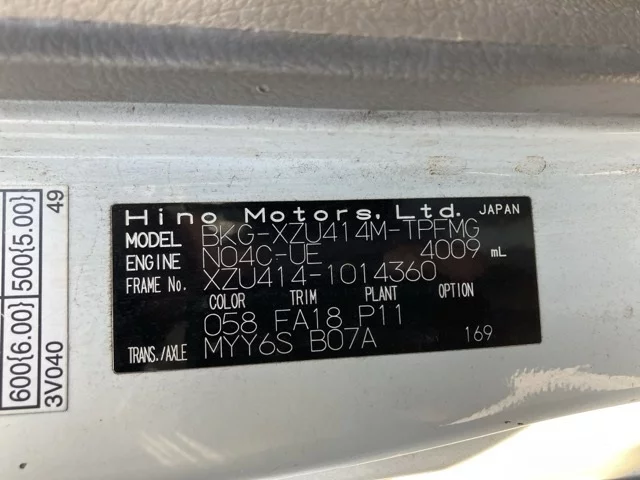 Hino Motors, Ltd. JAPAN
MODEL BKG-XZU414M-TPFMG
ENGINE N04C-UE 4009 mL
FRAME No. XZU414-1014360
COLOR TRIM PLANT OPTION
058 FA18 P11
TRANS./AXLE MYY6S B07A 169
600{6.00} 500{5.00}
3V040 49